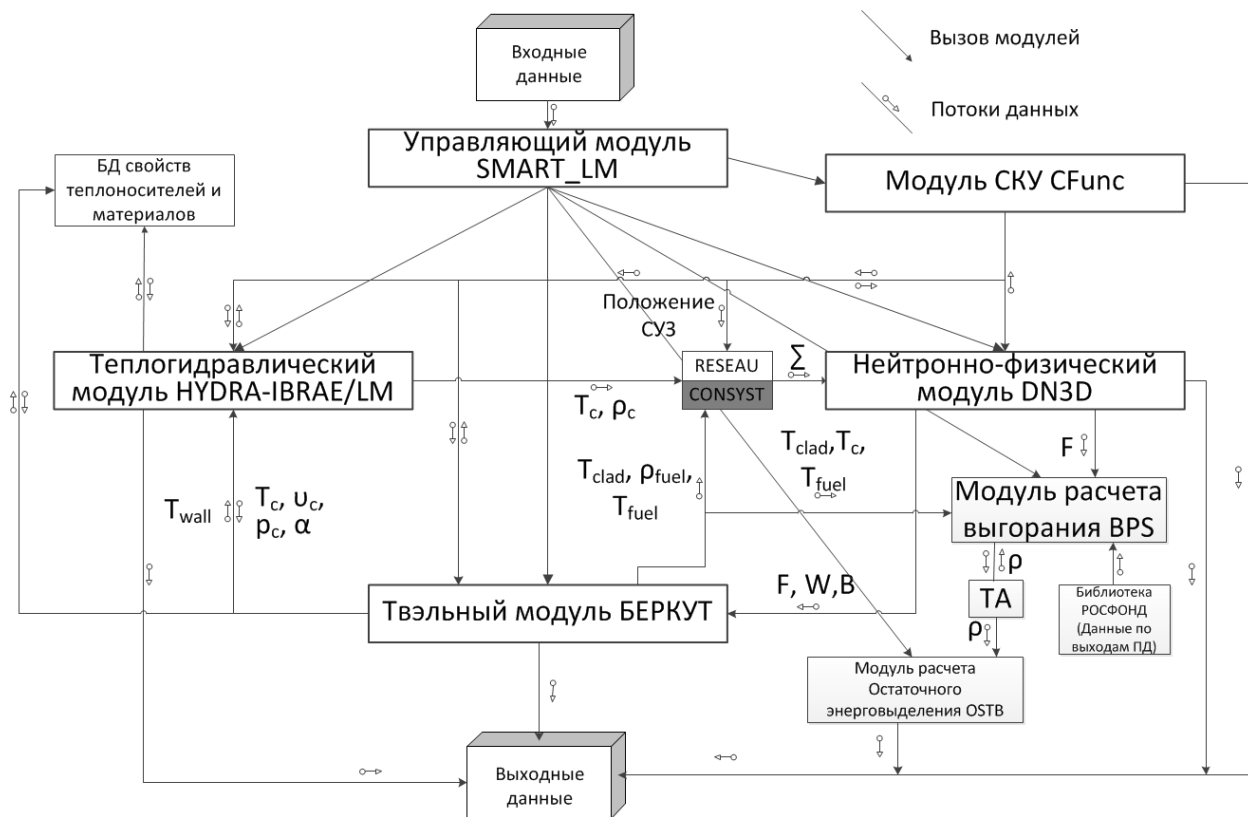 Входные
данные
Вызов модулей
Потоки данных
Управляющий модуль
SMART_LM
БД свойств
теплоносителей и
материалов
Модуль СКУ CFunc
Положение
СУЗ
Теплогидравлический
модуль HYDRA-IBRAE/LM
RESEAU
CONSYST
Σ
Нейтронно-физический
модуль DN3D
Tc, ρc
Tclad,Tc,
Tfuel
F
Tclad, ρfuel,
Tfuel
Twall
Tc, υc,
pc, α
Модуль расчета
выгорания BPS
ρ
F, W,B
ТА
ρ
Библиотека
РОСФОНД
(Данные по
выходам ПД)
Твэльный модуль БЕРКУТ
Модуль расчета
Остаточного
энерговыделения OSTB
Выходные
данные